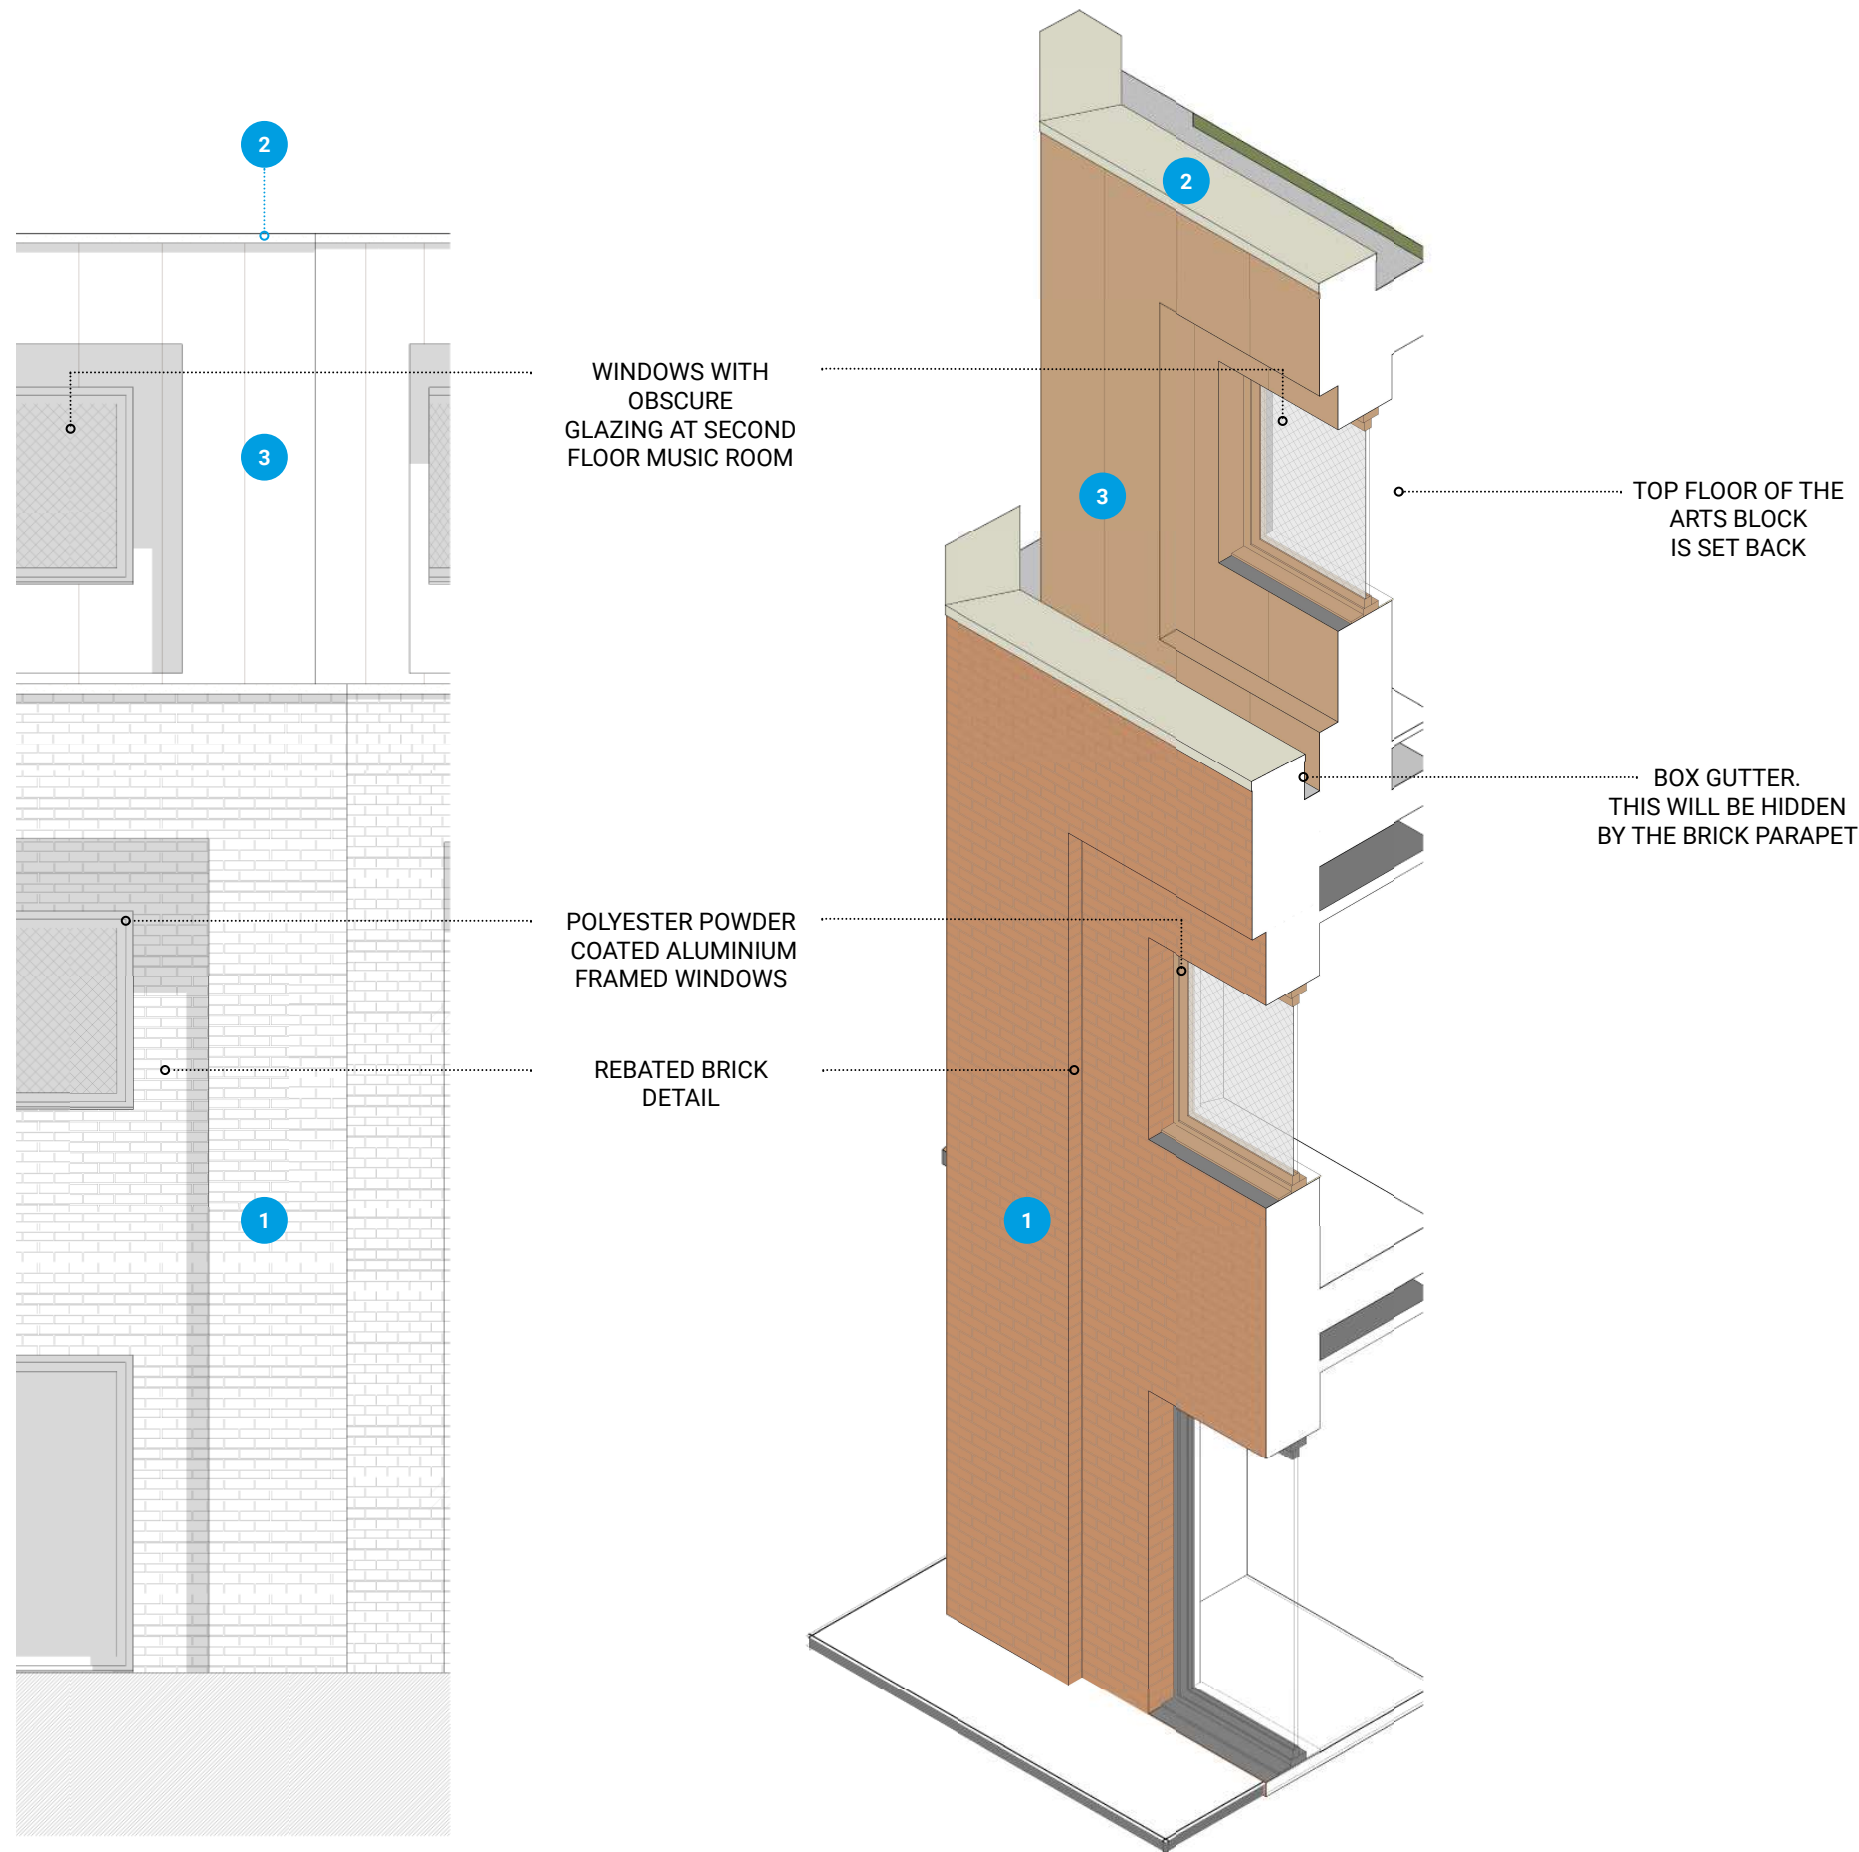 2
2
WINDOWS WITH
OBSCURE
GLAZING AT SECOND
FLOOR MUSIC ROOM
3
3
TOP FLOOR OF THE
ARTS BLOCK
IS SET BACK
BOX GUTTER.
THIS WILL BE HIDDEN
BY THE BRICK PARAPET
POLYESTER POWDER
COATED ALUMINIUM
FRAMED WINDOWS
REBATED BRICK
DETAIL
1
1